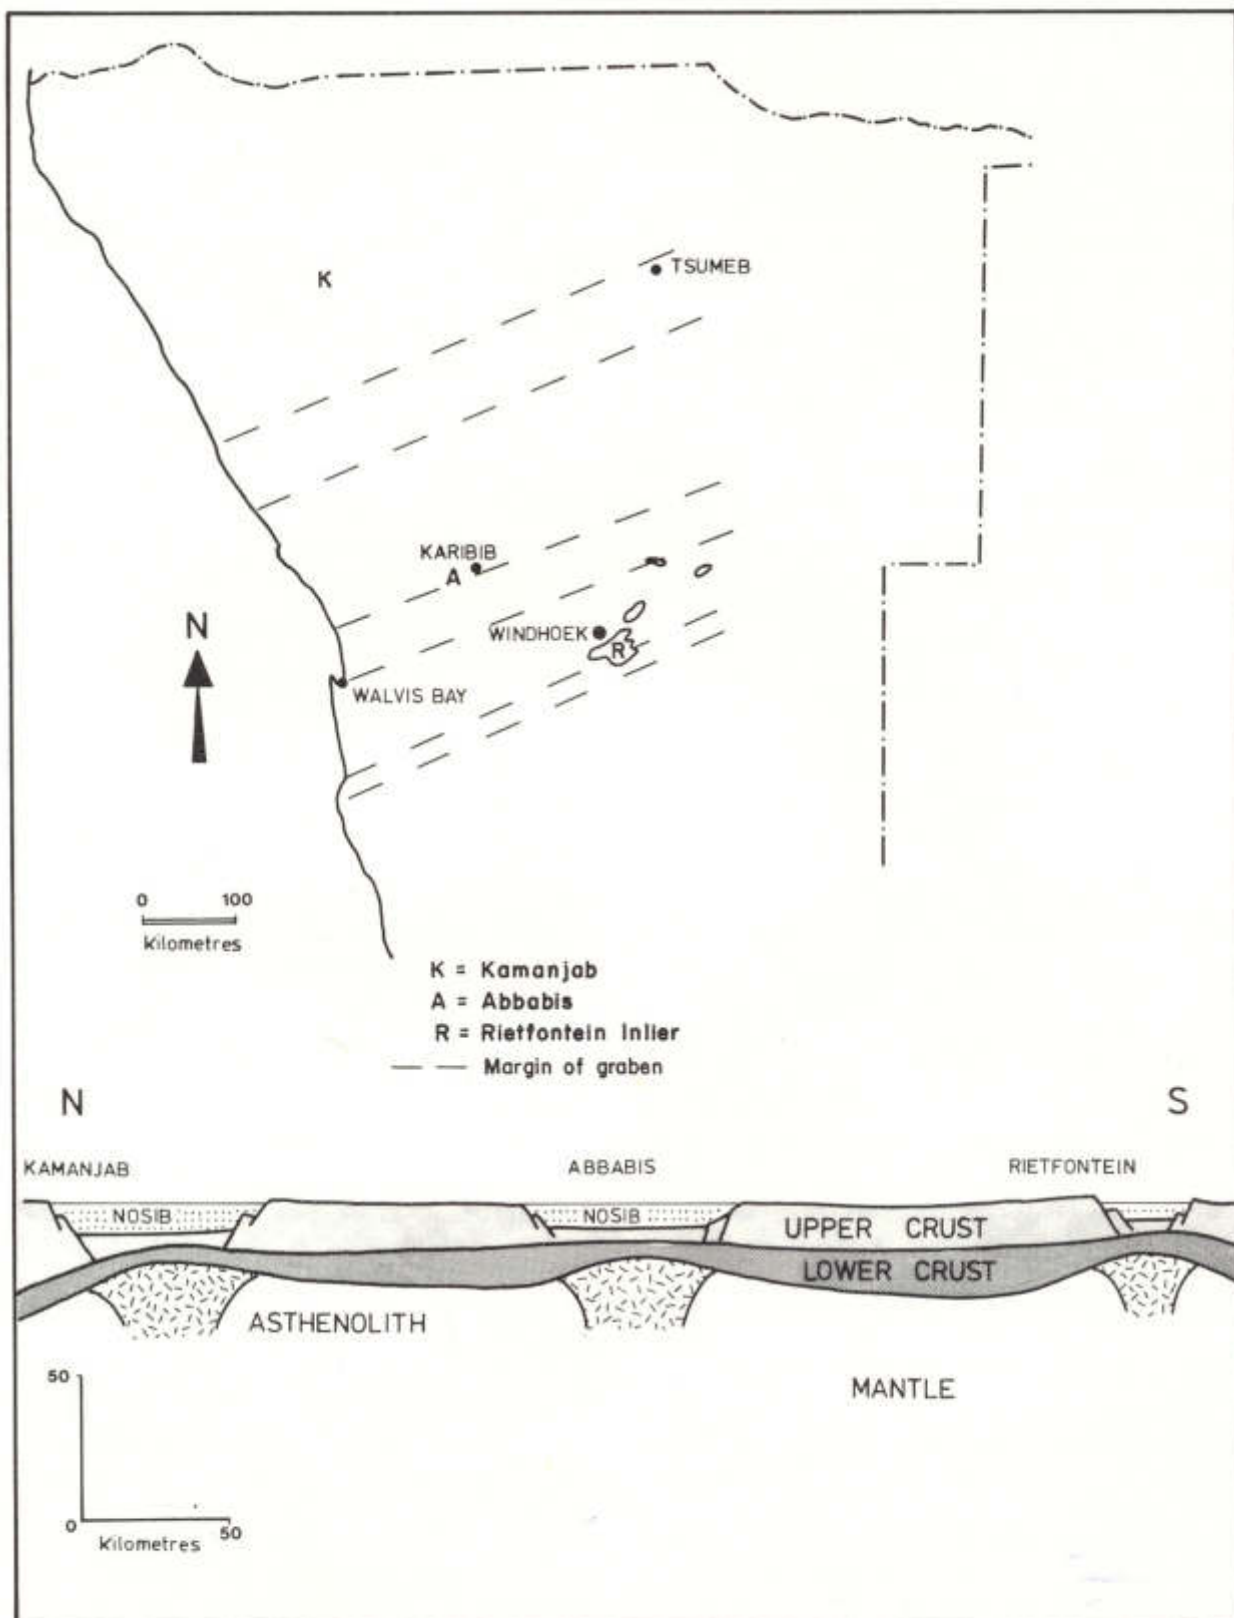 K
TSUMEB
KARIBIB
A
N
WINDHOEK
R
WALVIS BAY
0 100
Kilometres
K = Kamanjab
A = Abbabis
R = Rietfontein Inlier
— — Margin of graben
N S
KAMANJAB ABBABIS RIETFONTEIN
NOSIB NOSIB
UPPER CRUST
LOWER CRUST
ASTHENOLITH
MANTLE
50
0 50
Kilometres